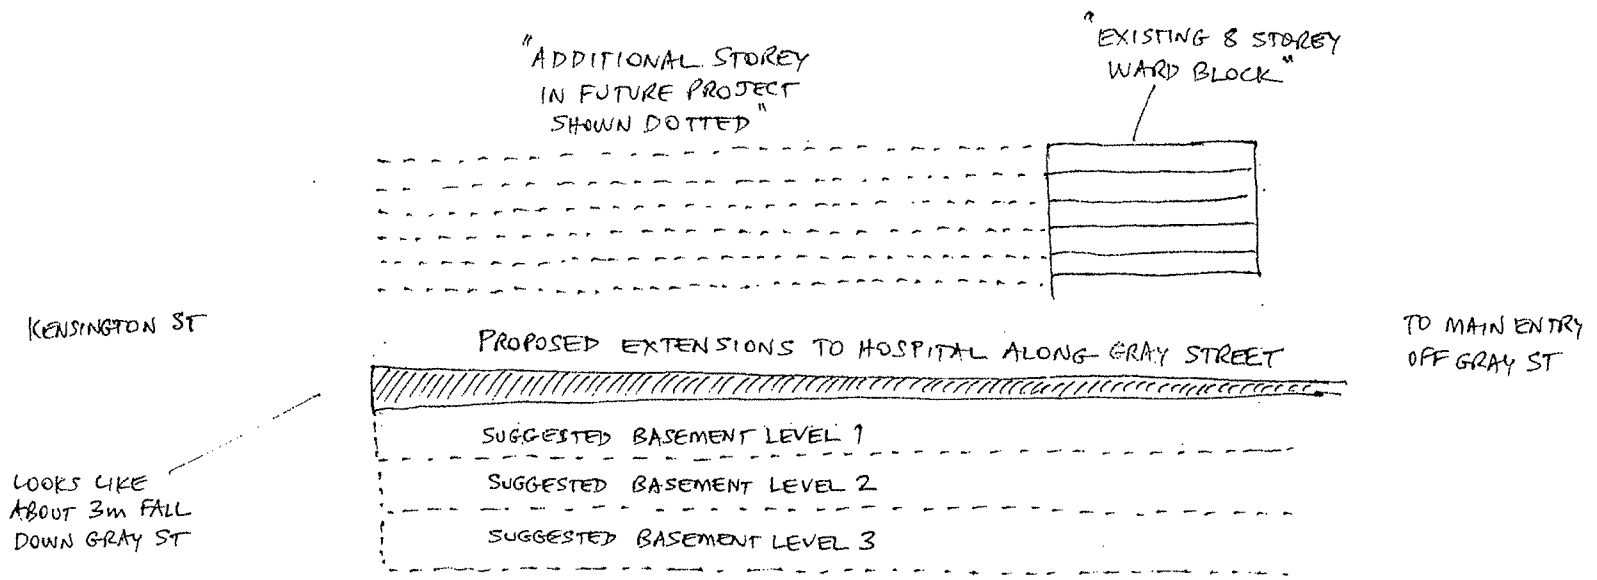 "ADDITIONAL STOREY
IN FUTURE PROJECT
SHOWN DOTTED"
"EXISTING 8 STOREY
WARD BLOCK"
KENSINGTON ST
PROPOSED EXTENSIONS TO HOSPITAL ALONG GRAY STREET
TO MAIN ENTRY
OFF GRAY ST
SUGGESTED BASEMENT LEVEL 1
SUGGESTED BASEMENT LEVEL 2
SUGGESTED BASEMENT LEVEL 3
LOOKS LIKE
ABOUT 3m FALL
DOWN GRAY ST